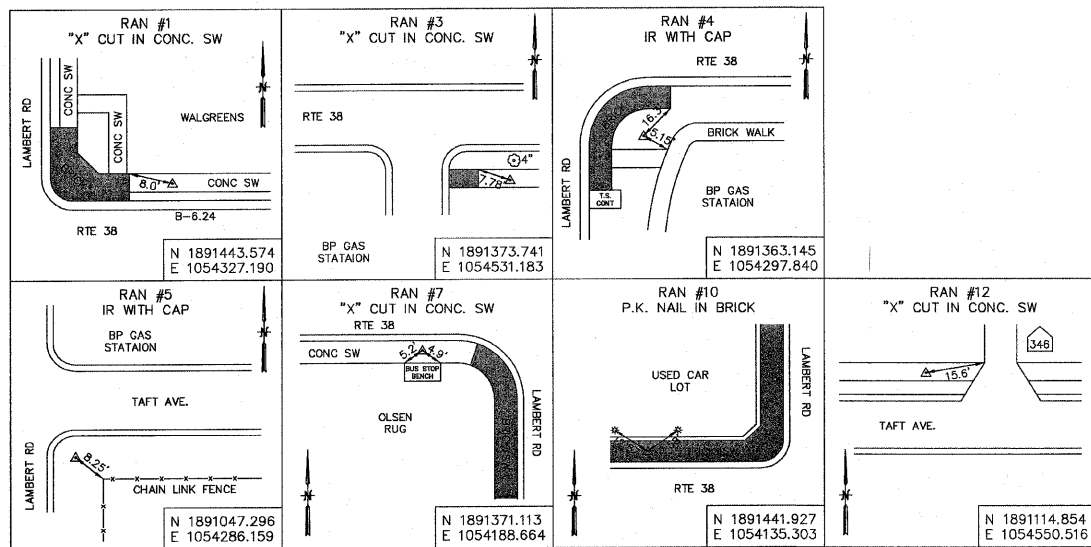 RAN #1
"X" CUT IN CONC. SW
LAMBERT RD
CONC SW
CONC SW
WALGREENS
N
8.0'
CONC SW
B-6.24
RTE 38
N 1891443.574
E 1054327.190
RAN #3
"X" CUT IN CONC. SW
N
RTE 38
4"
7.78'
BP GAS
STATAION
N 1891373.741
E 1054531.183
RAN #4
IR WITH CAP
RTE 38
N
16.3'
5.15'
BRICK WALK
LAMBERT RD
T.S.
CONT
BP GAS
STATAION
N 1891363.145
E 1054297.840
RAN #5
IR WITH CAP
BP GAS
STATAION
N
TAFT AVE.
LAMBERT RD
8.25'
CHAIN LINK FENCE
N 1891047.296
E 1054286.159
RAN #7
"X" CUT IN CONC. SW
RTE 38
CONC SW
5.2'
4.9'
BUS STOP
BENCH
OLSEN
RUG
LAMBERT RD
N
N 1891371.113
E 1054188.664
RAN #10
P.K. NAIL IN BRICK
USED CAR
LOT
LAMBERT RD
N
RTE 38
N 1891441.927
E 1054135.303
RAN #12
"X" CUT IN CONC. SW
346
15.6'
TAFT AVE.
N
N 1891114.854
E 1054550.516